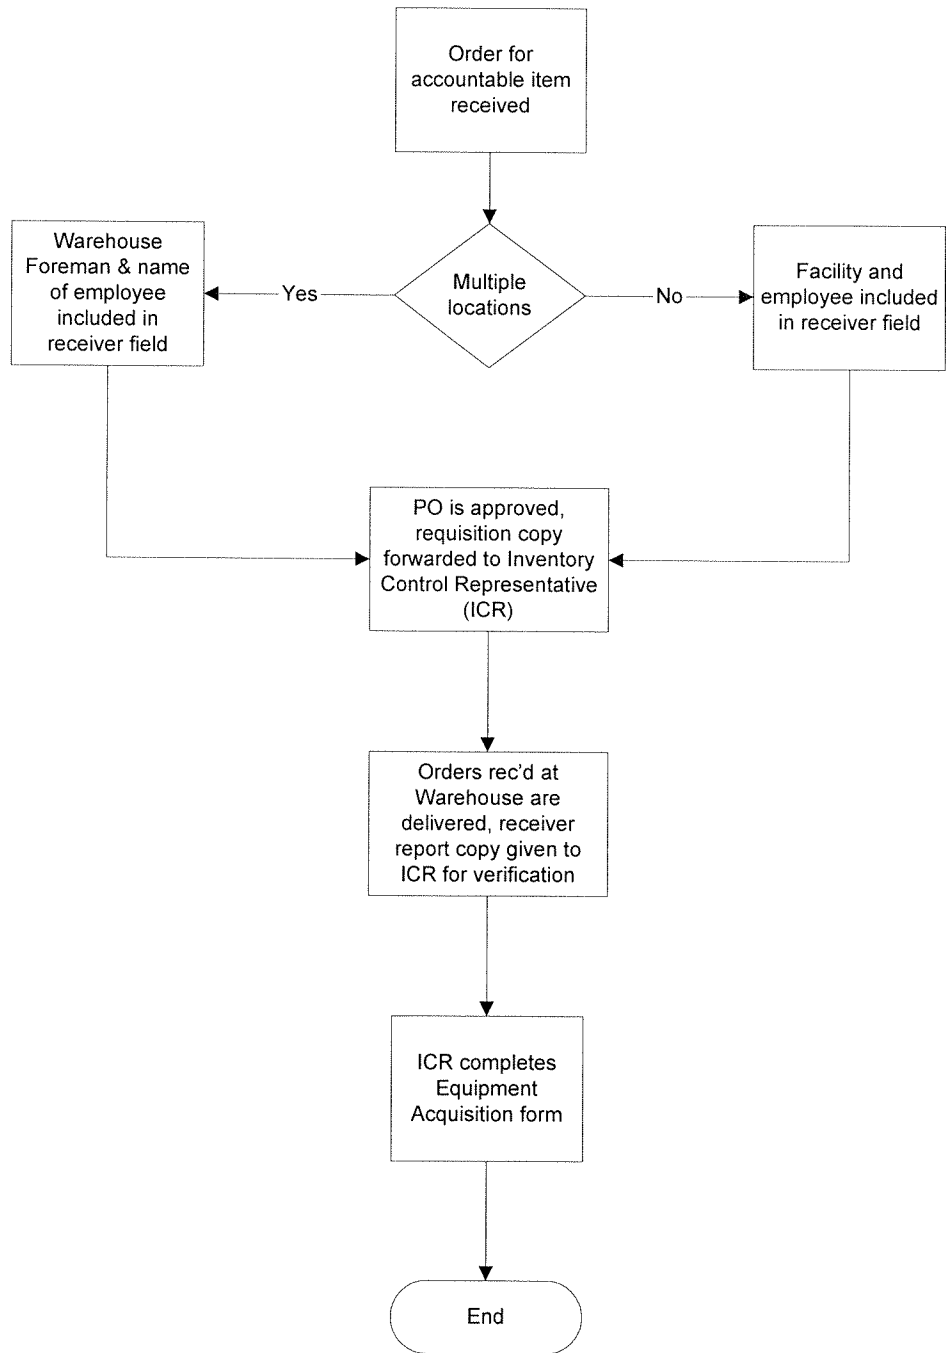 Order for
accountable item
received
Warehouse
Foreman & name
of employee
included in
receiver field
Yes
Multiple
locations
No
Facility and
employee included
in receiver field
PO is approved,
requisition copy
forwarded to Inventory
Control Representative
(ICR)
Orders rec'd at
Warehouse are
delivered, receiver
report copy given to
ICR for verification
ICR completes
Equipment
Acquisition form
End